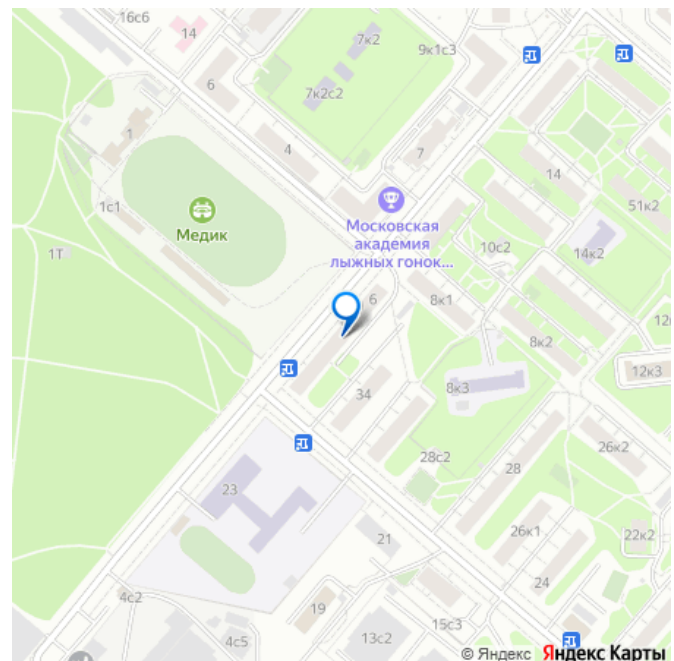 16с6
14
7к2
9к1с3
6
7к2с2
1
4
7
14
1с1
Медик
Московская
академия
лыжных гонок...
51к2
1Т
10с2
14к2
6
8к1
12
8к2
12к3
34
8к3
28с2
28
26к2
23
26к1
22к2
21
24
4с2
19
15с3
4с5
13с2
© Яндекс Яндекс Карты